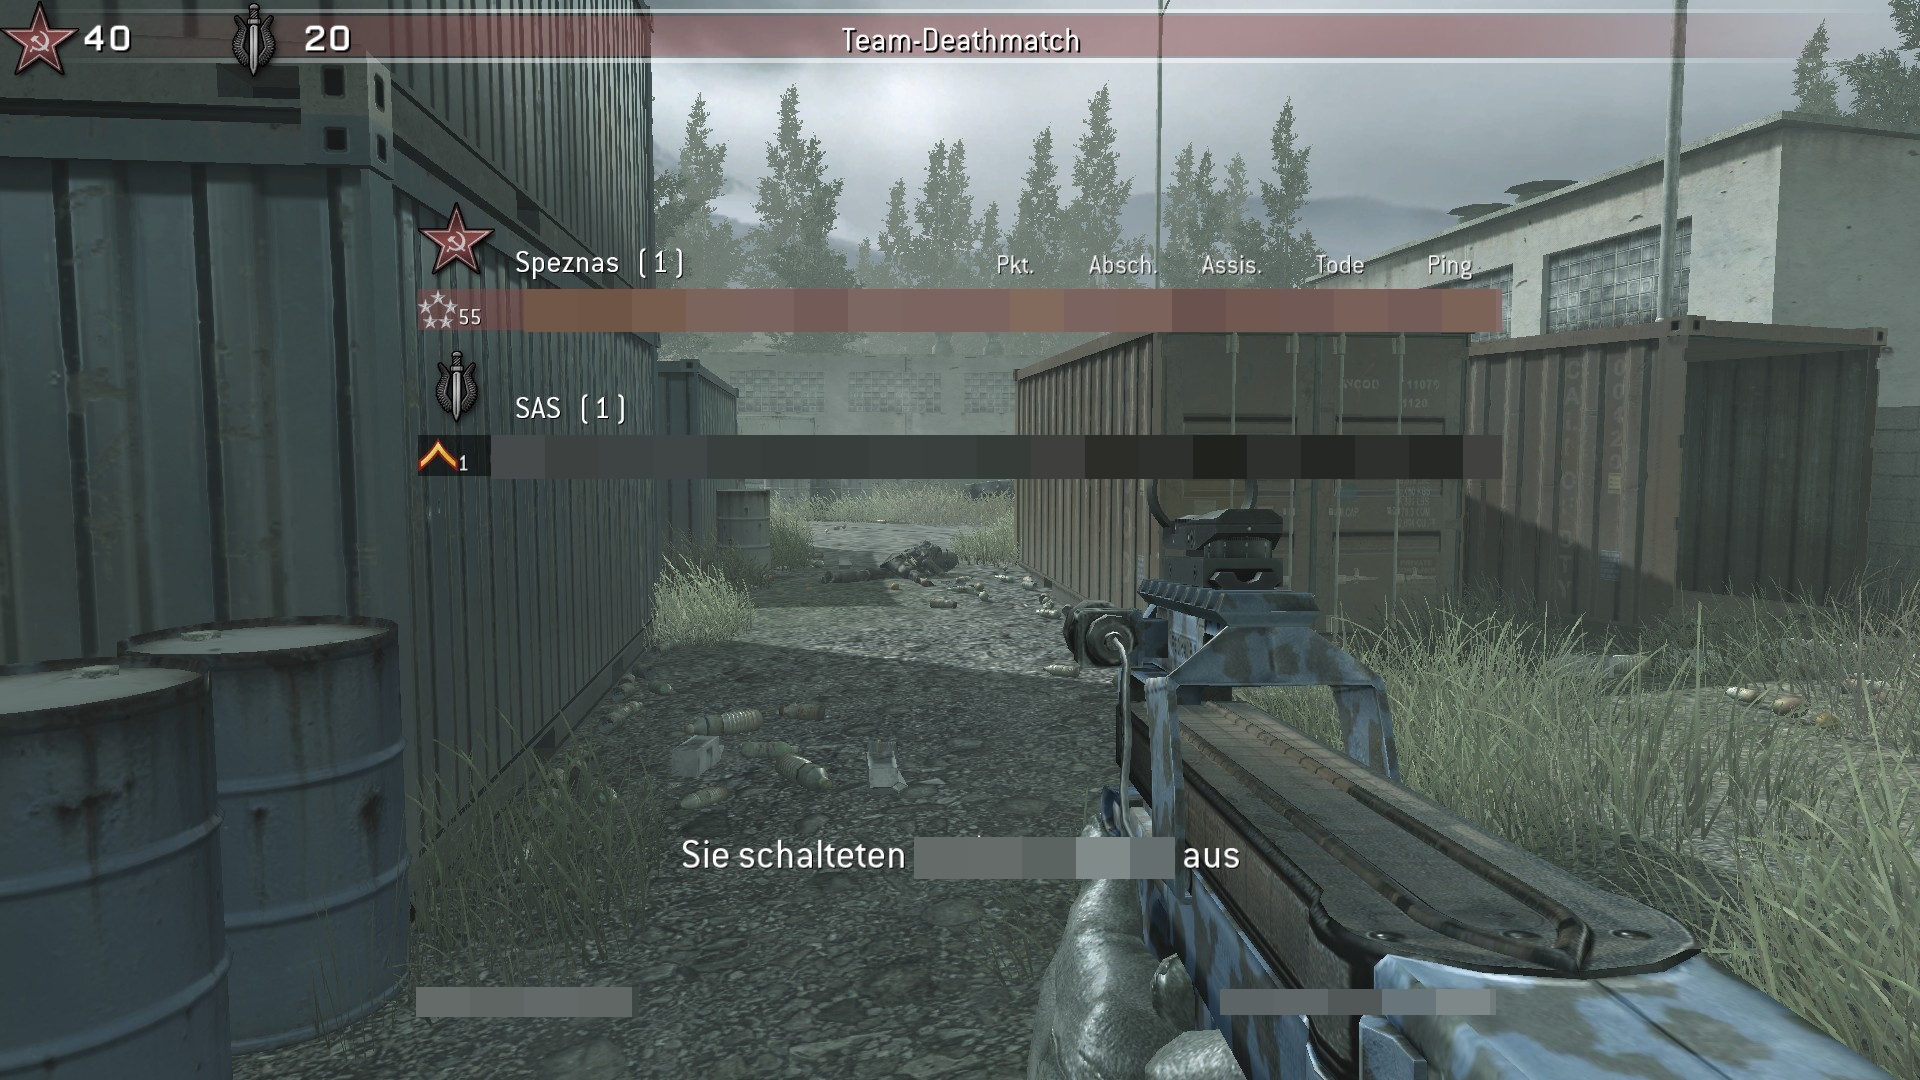 40 20 Team-Deathmatch
Speznas (1) Pkt. Absch. Assis. Tode Ping
55
SAS (1)
1
Sie schalteten aus